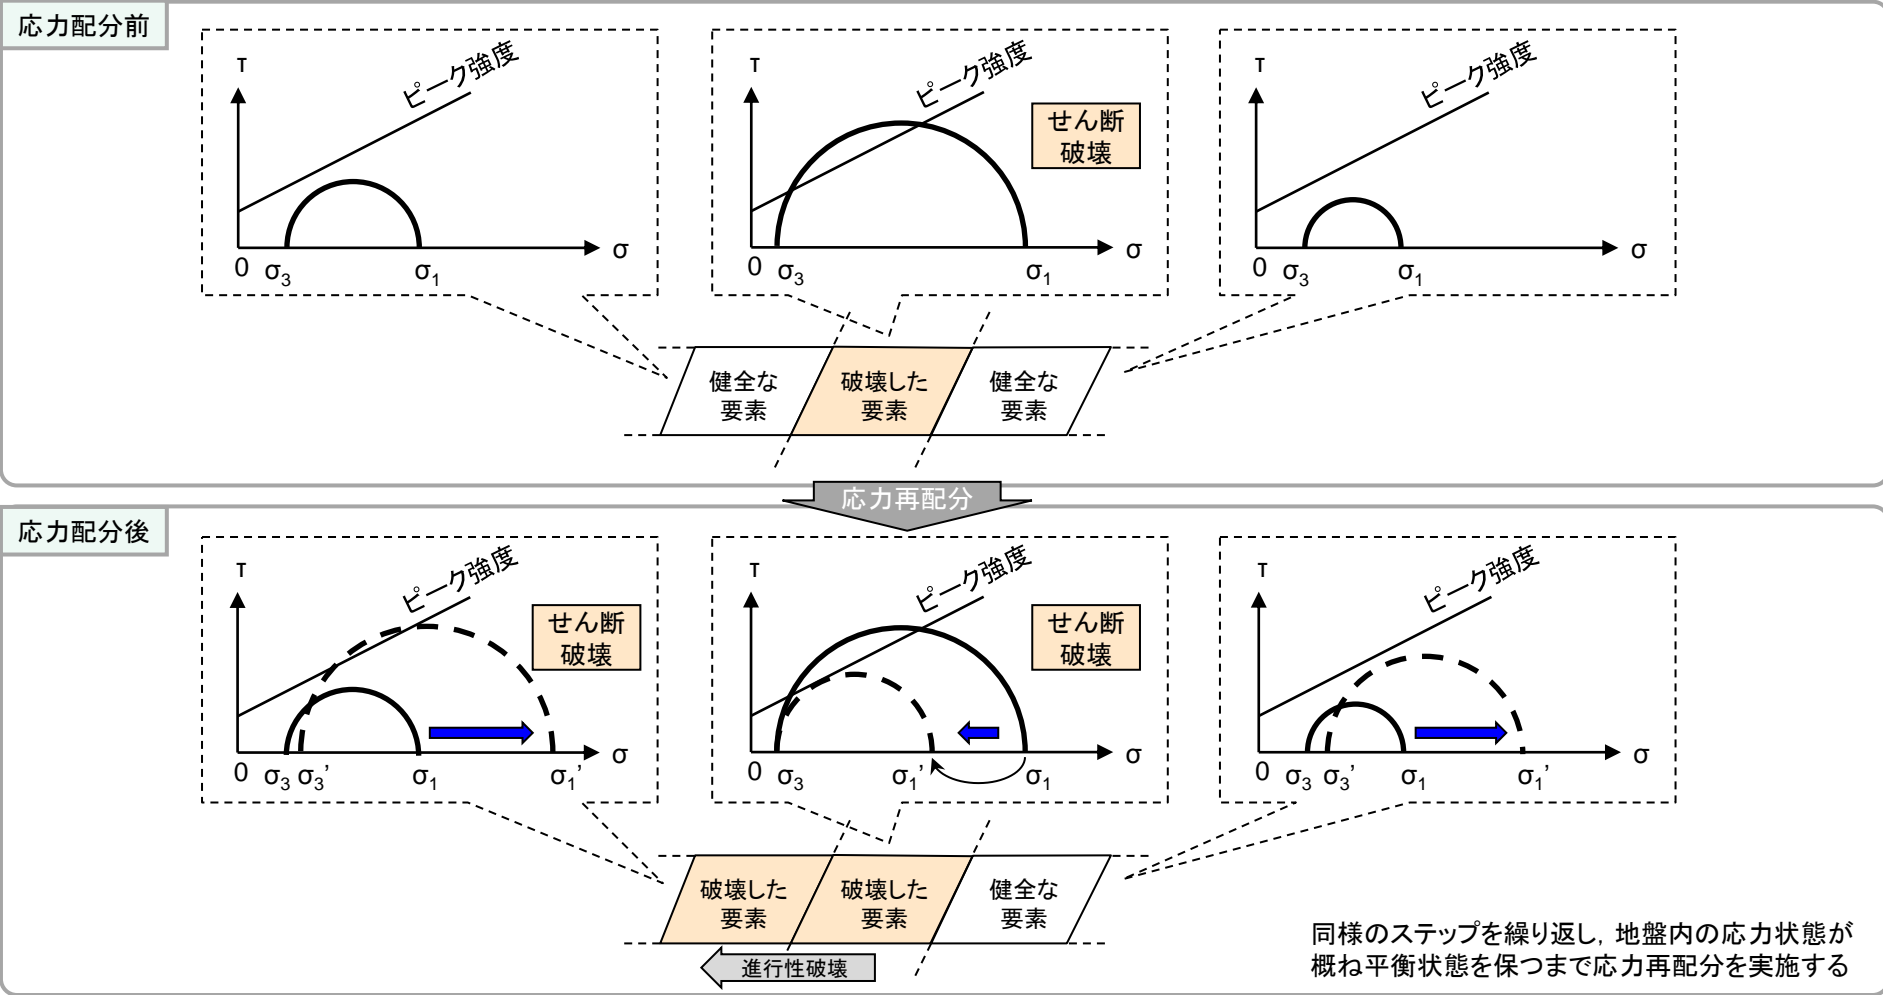 応力配分前
τ
ピーク強度
σ
0
σ3
σ1
τ
ピーク強度
せん断
破壊
σ
0
σ3
σ1
τ
ピーク強度
σ
0
σ3
σ1
健全な
要素
破壊した
要素
健全な
要素
応力再配分
応力配分後
τ
ピーク強度
せん断
破壊
σ
0
σ3
σ3’
σ1
σ1’
τ
ピーク強度
せん断
破壊
σ
0
σ3
σ1’
σ1
τ
ピーク強度
σ
0
σ3
σ3’
σ1
σ1’
破壊した
要素
破壊した
要素
健全な
要素
進行性破壊
同様のステップを繰り返し，地盤内の応力状態が
概ね平衡状態を保つまで応力再配分を実施する